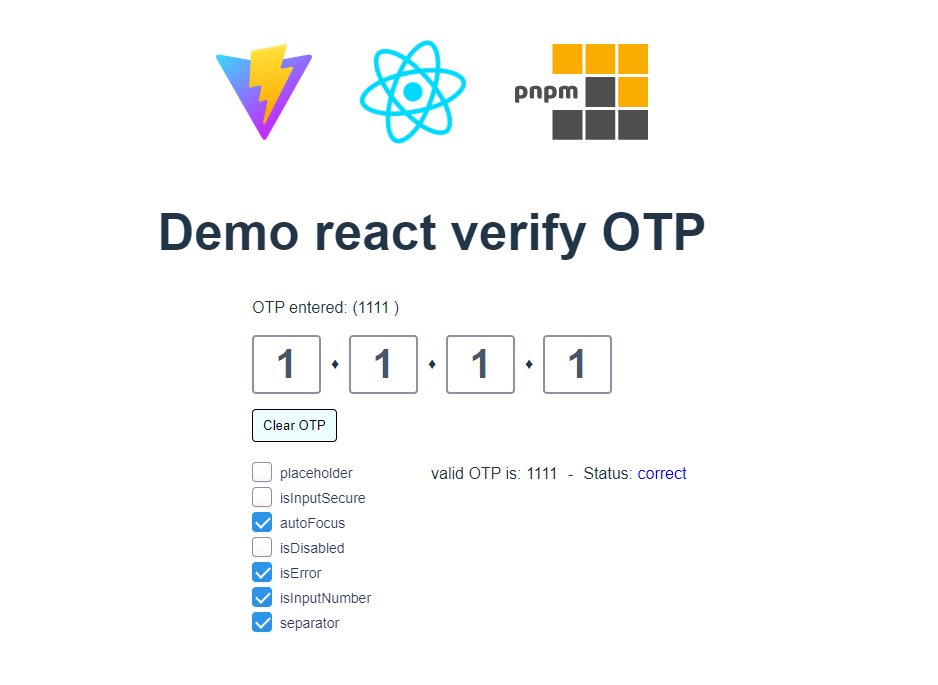 pnpm
Demo react verify OTP
OTP entered: (1111 )
1 ♦ 1 ♦ 1 ♦ 1
Clear OTP
placeholder
valid OTP is: 1111 - Status: correct
isInputSecure
autoFocus
isDisabled
isError
isInputNumber
separator